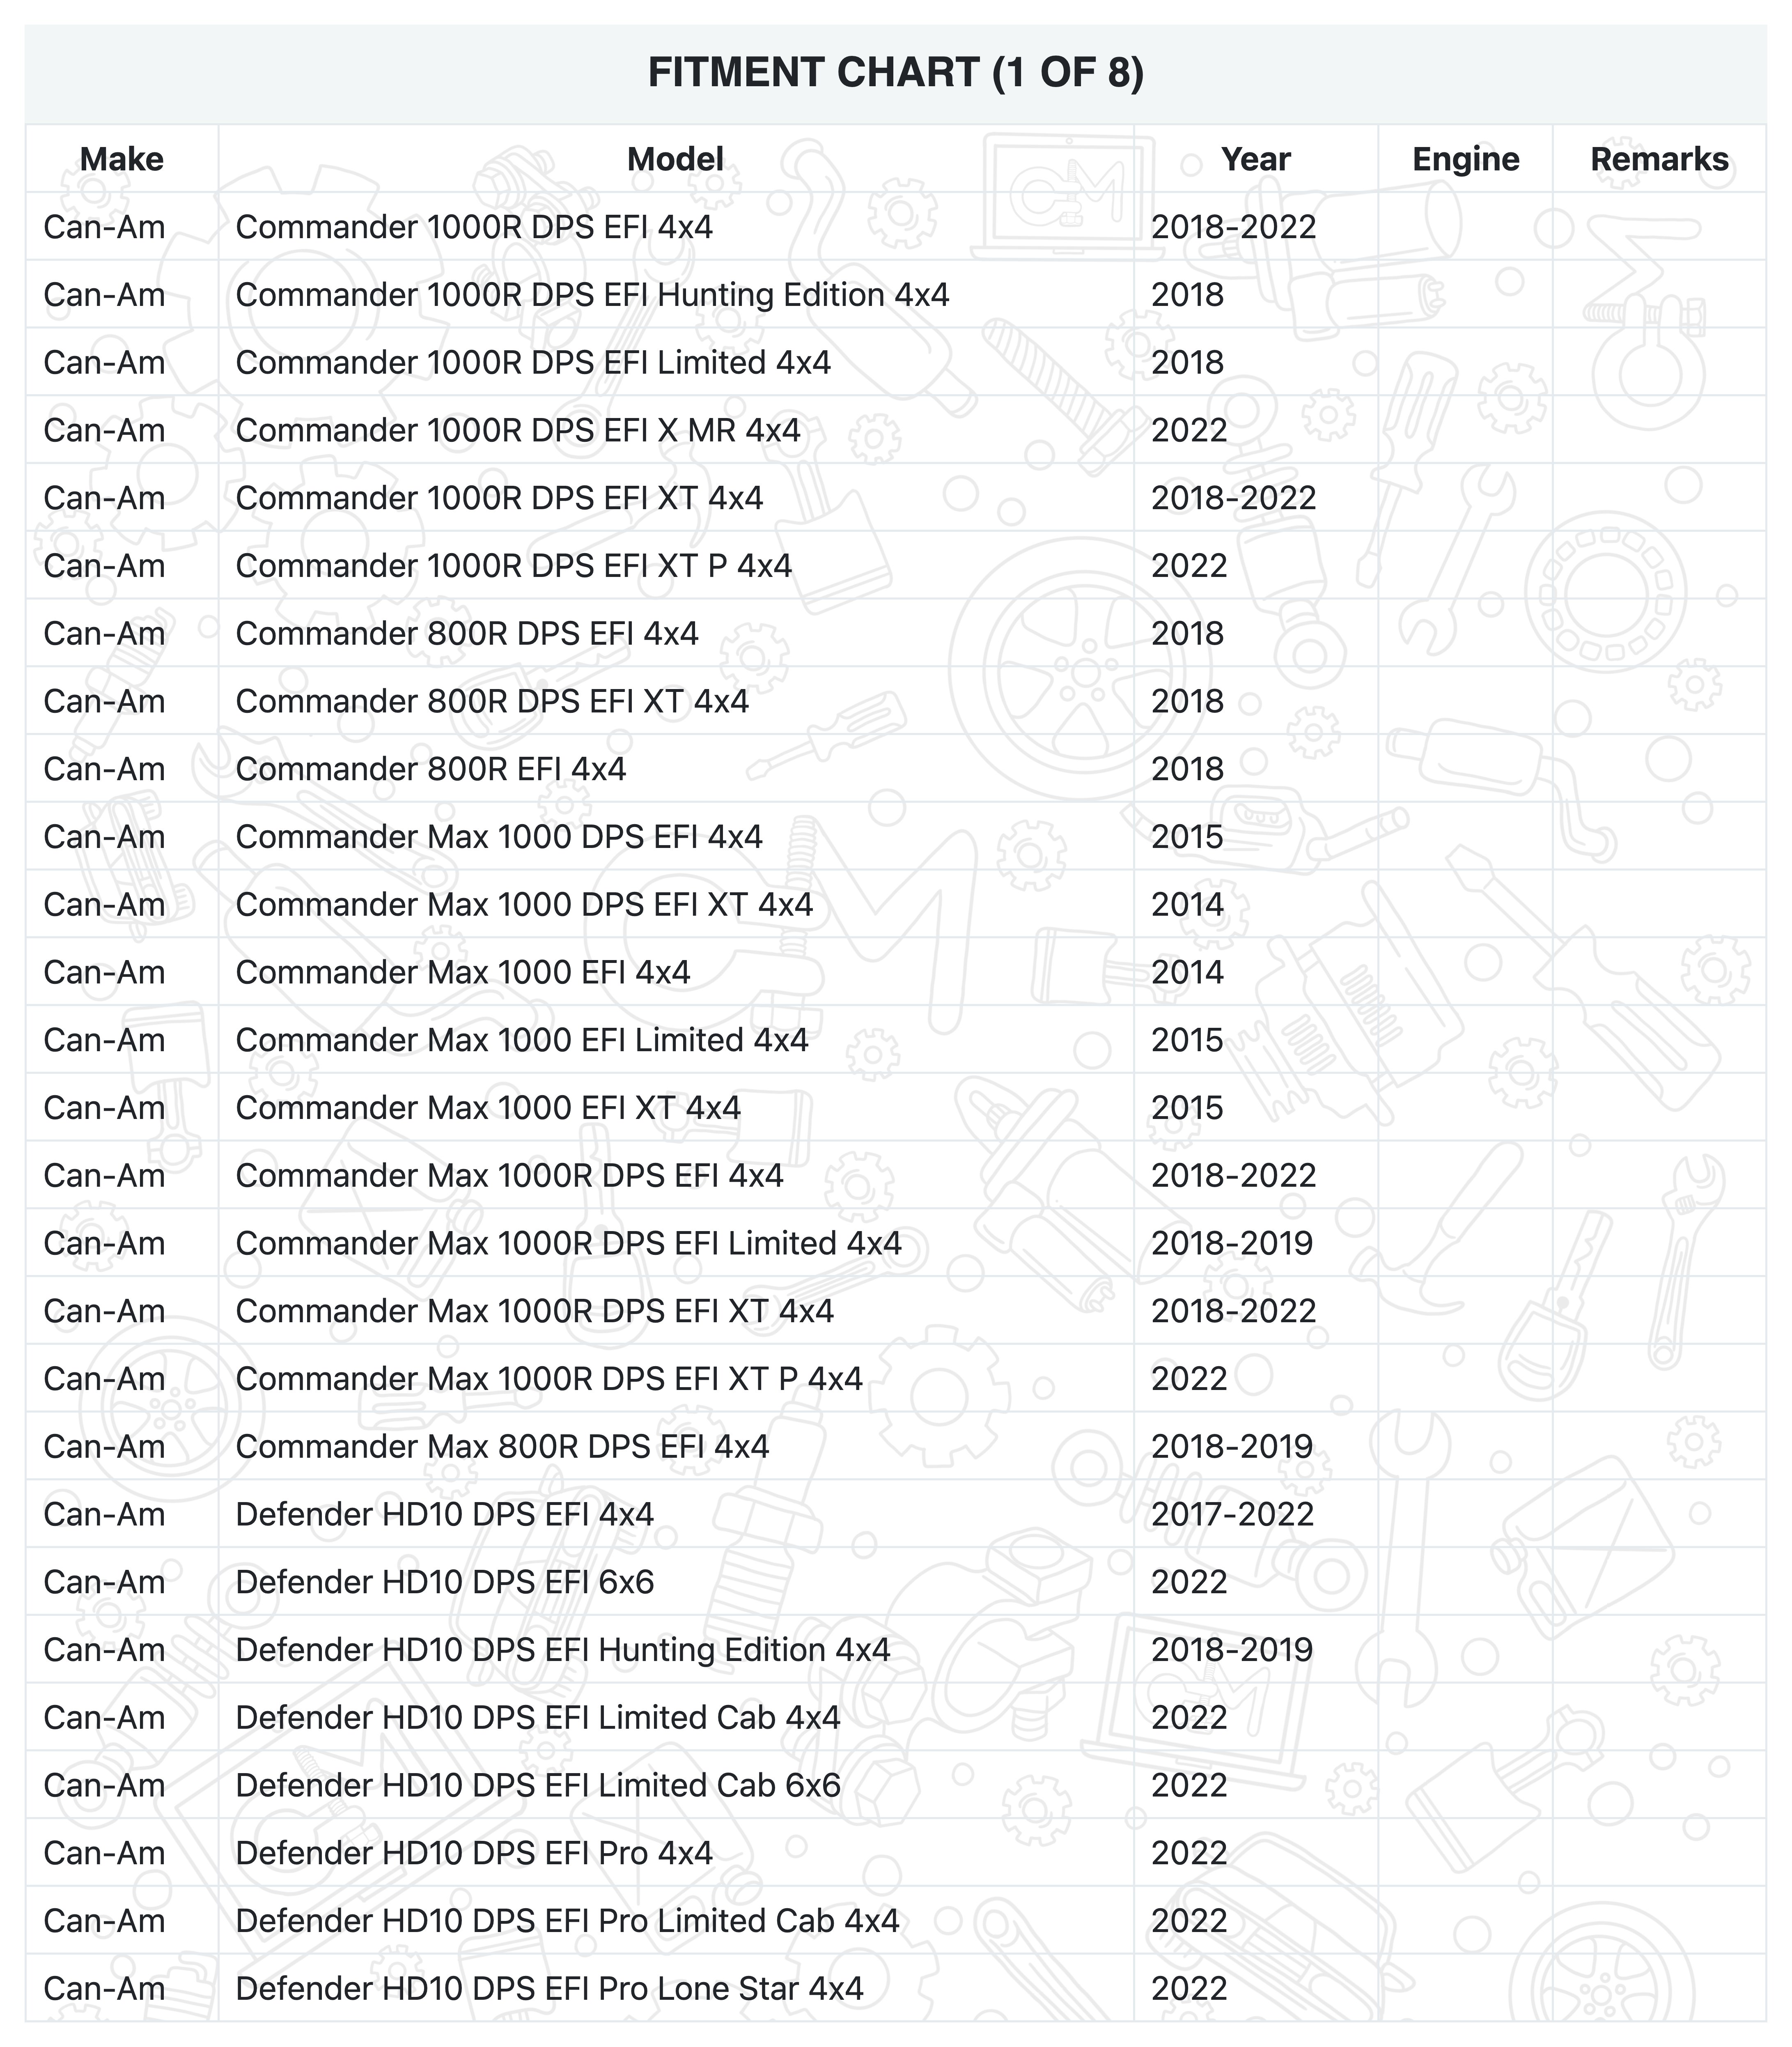 FITMENT CHART (1 OF 8)
Make Model Year Engine Remarks
Can-Am Commander 1000R DPS EFI 4x4 2018-2022
Can-Am Commander 1000R DPS EFI Hunting Edition 4x4 2018
Can-Am Commander 1000R DPS EFI Limited 4x4 2018
Can-Am Commander 1000R DPS EFI X MR 4x4 2022
Can-Am Commander 1000R DPS EFI XT 4x4 2018-2022
Can-Am Commander 1000R DPS EFI XT P 4x4 2022
Can-Am Commander 800R DPS EFI 4x4 2018
Can-Am Commander 800R DPS EFI XT 4x4 2018
Can-Am Commander 800R EFI 4x4 2018
Can-Am Commander Max 1000 DPS EFI 4x4 2015
Can-Am Commander Max 1000 DPS EFI XT 4x4 2014
Can-Am Commander Max 1000 EFI 4x4 2014
Can-Am Commander Max 1000 EFI Limited 4x4 2015
Can-Am Commander Max 1000 EFI XT 4x4 2015
Can-Am Commander Max 1000R DPS EFI 4x4 2018-2022
Can-Am Commander Max 1000R DPS EFI Limited 4x4 2018-2019
Can-Am Commander Max 1000R DPS EFI XT 4x4 2018-2022
Can-Am Commander Max 1000R DPS EFI XT P 4x4 2022
Can-Am Commander Max 800R DPS EFI 4x4 2018-2019
Can-Am Defender HD10 DPS EFI 4x4 2017-2022
Can-Am Defender HD10 DPS EFI 6x6 2022
Can-Am Defender HD10 DPS EFI Hunting Edition 4x4 2018-2019
Can-Am Defender HD10 DPS EFI Limited Cab 4x4 2022
Can-Am Defender HD10 DPS EFI Limited Cab 6x6 2022
Can-Am Defender HD10 DPS EFI Pro 4x4 2022
Can-Am Defender HD10 DPS EFI Pro Limited Cab 4x4 2022
Can-Am Defender HD10 DPS EFI Pro Lone Star 4x4 2022